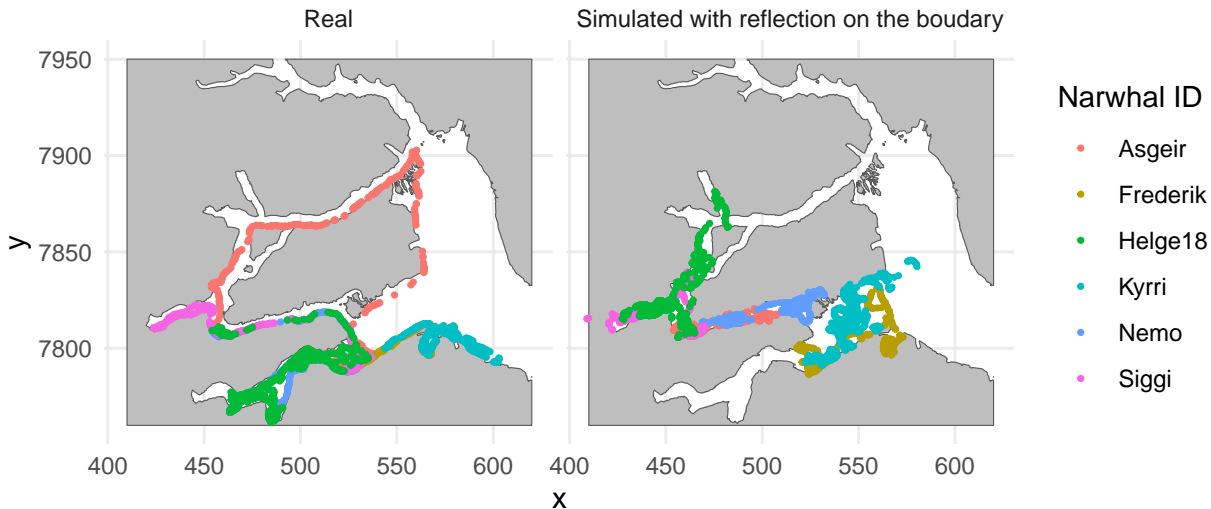 Real
Simulated with reflection on the boudary
7950
7900
7850
7800
y
400 450 500 550 600
400 450 500 550 600
x
Narwhal ID
Asgeir
Frederik
Helge18
Kyrri
Nemo
Siggi